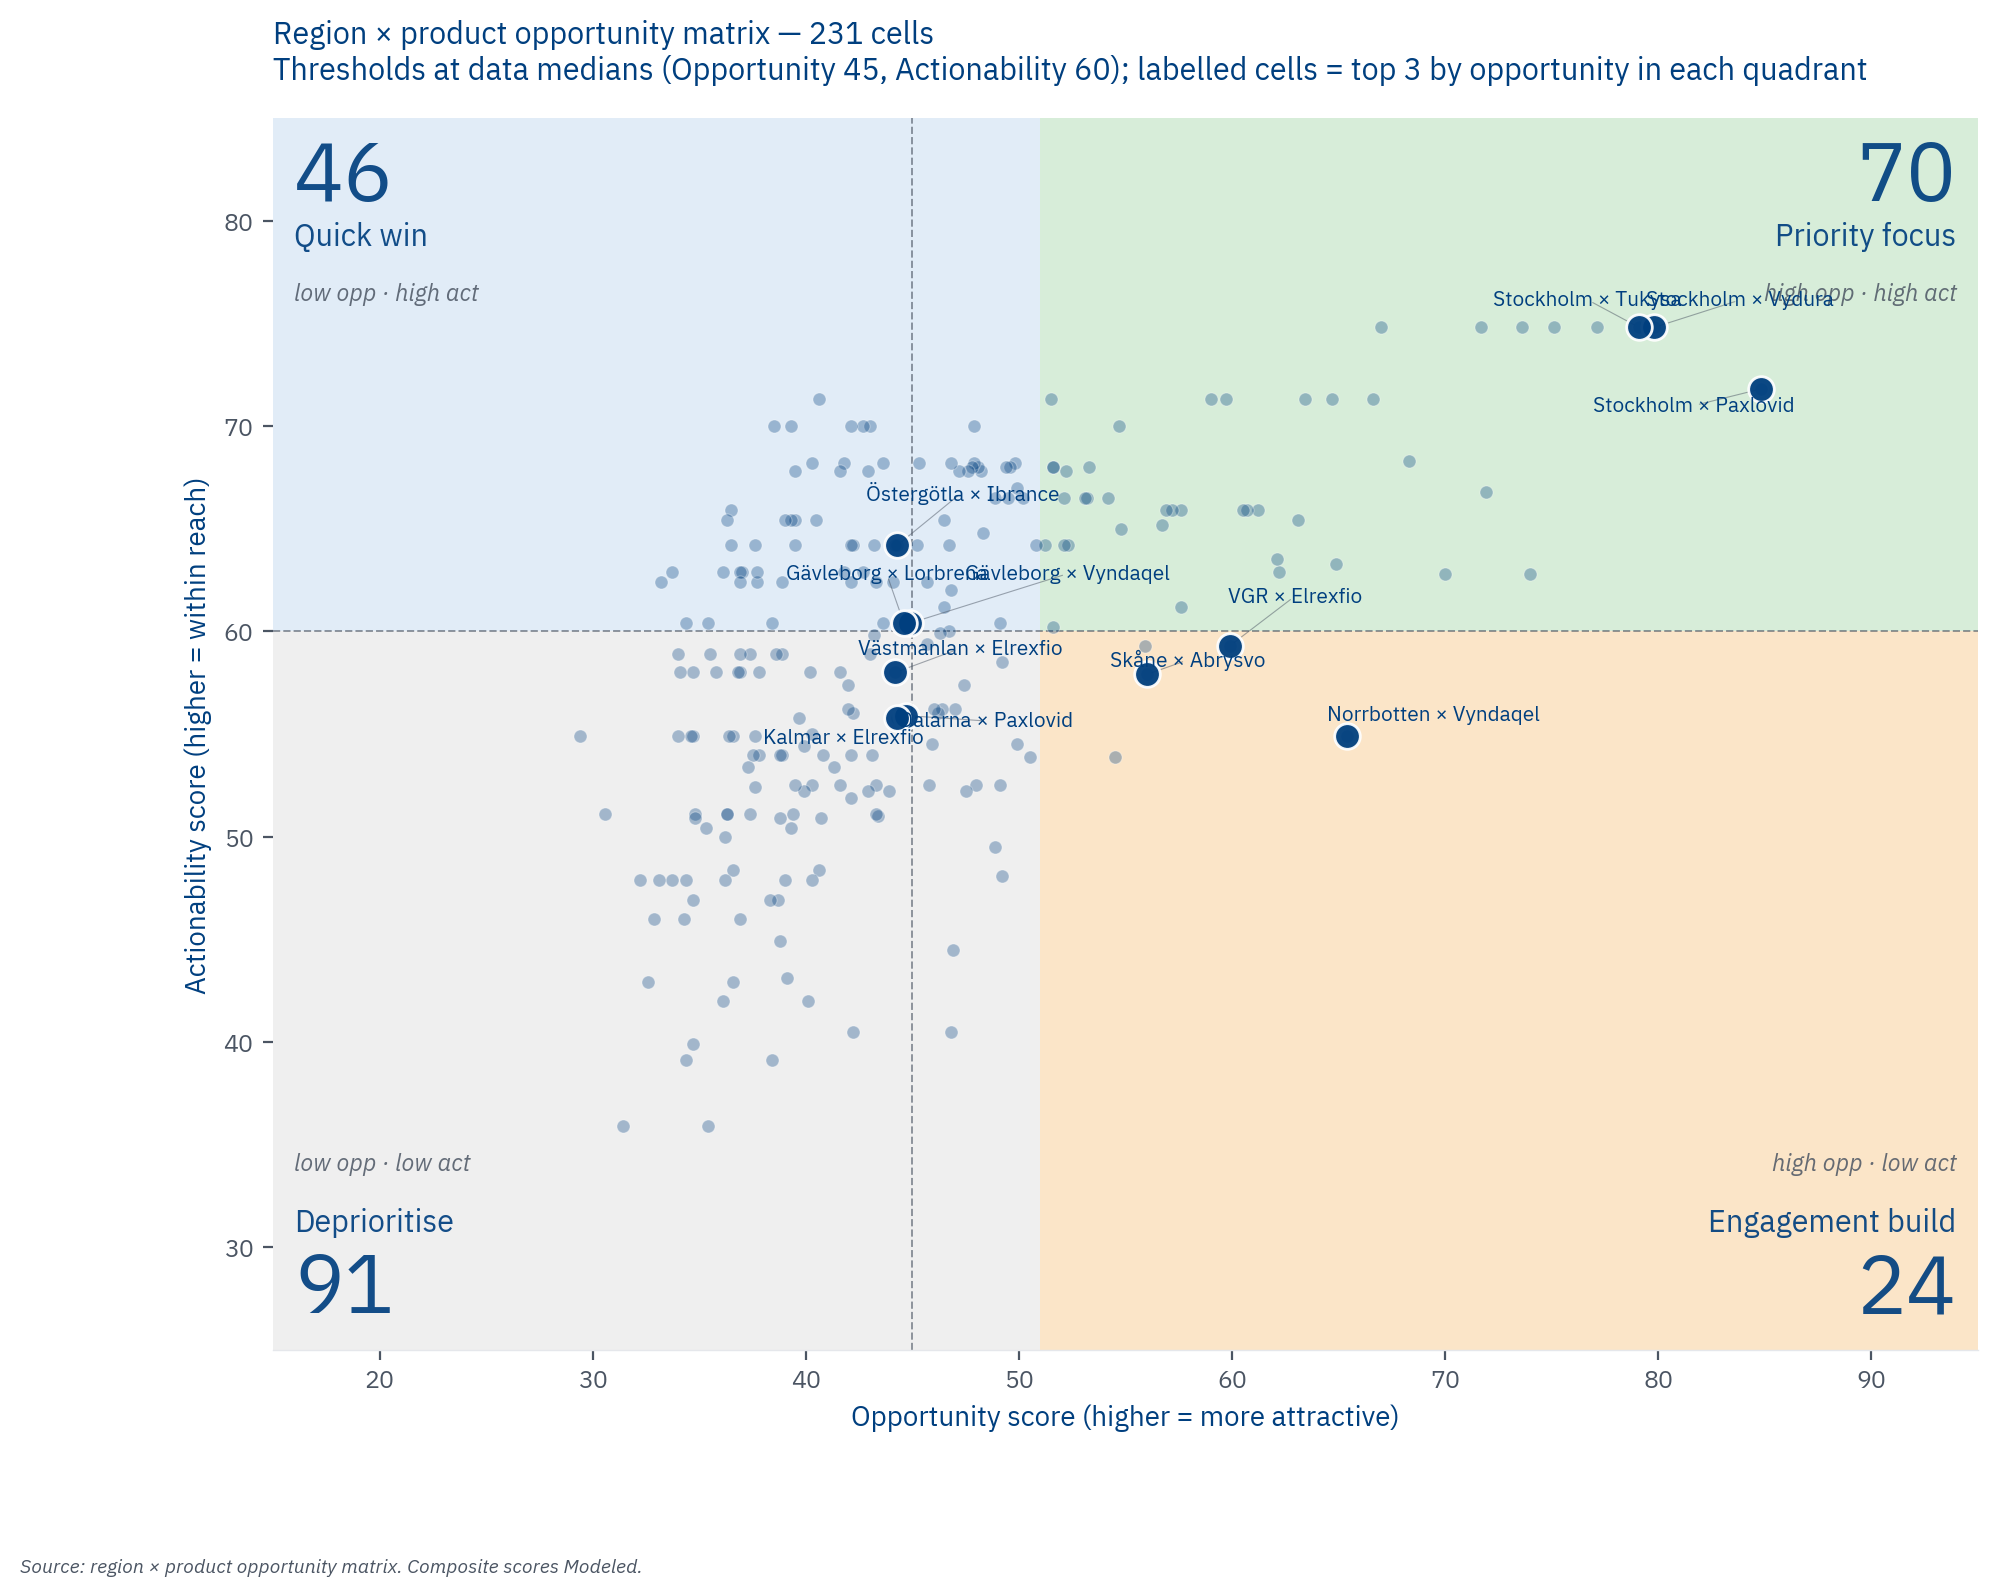 Region × product opportunity matrix — 231 cells
Thresholds at data medians (Opportunity 45, Actionability 60); labelled cells = top 3 by opportunity in each quadrant
46
Quick win
low opp · high act
70
Priority focus
high opp · high act
Stockholm × Tukysa
Stockholm × Vydura
Stockholm × Paxlovid
Östergötla × Ibrance
Gävleborg × Lorbrena
Gävleborg × Vyndaqel
VGR × Elrexfio
Västmanlan × Elrexfio
Skåne × Abrysvo
Norrbotten × Vyndaqel
Dalarna × Paxlovid
Kalmar × Elrexfio
low opp · low act
Deprioritise
91
high opp · low act
Engagement build
24
80
70
60
50
40
30
Actionability score (higher = within reach)
20
30
40
50
60
70
80
90
Opportunity score (higher = more attractive)
Source: region × product opportunity matrix. Composite scores Modeled.